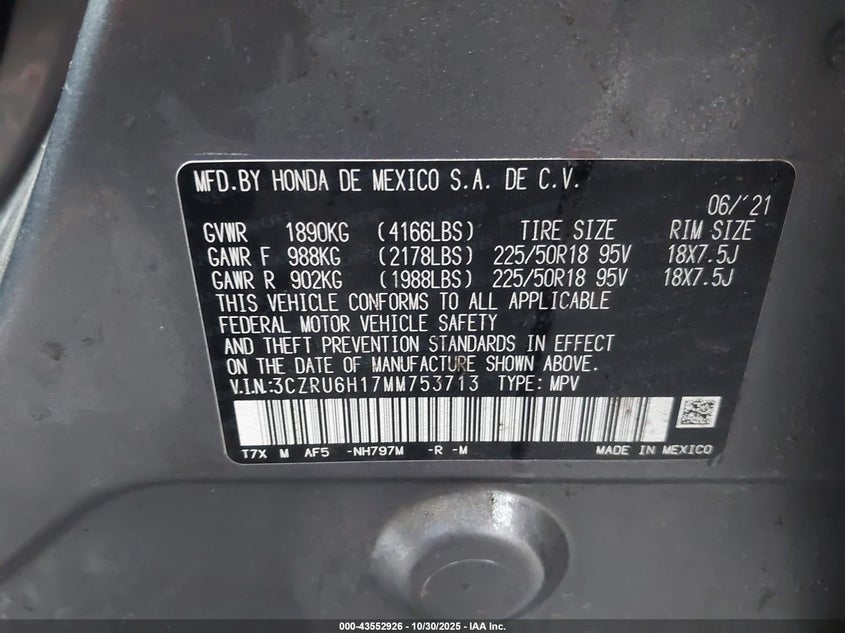 MFD.BY HONDA DE MEXICO S.A. DE C.V.
06/'21
GVWR 1890KG (4166LBS) TIRE SIZE RIM SIZE
GAWR F 988KG (2178LBS) 225/50R18 95V 18X7.5J
GAWR R 902KG (1988LBS) 225/50R18 95V 18X7.5J
THIS VEHICLE CONFORMS TO ALL APPLICABLE
FEDERAL MOTOR VEHICLE SAFETY
AND THEFT PREVENTION STANDARDS IN EFFECT
ON THE DATE OF MANUFACTURE SHOWN ABOVE.
V.I.N.:3CZRU6H17MM753713 TYPE: MPV
T7X M AF5 -NH797M -R -M MADE IN MEXICO
000-43552926 - 10/30/2025 - IAA Inc.